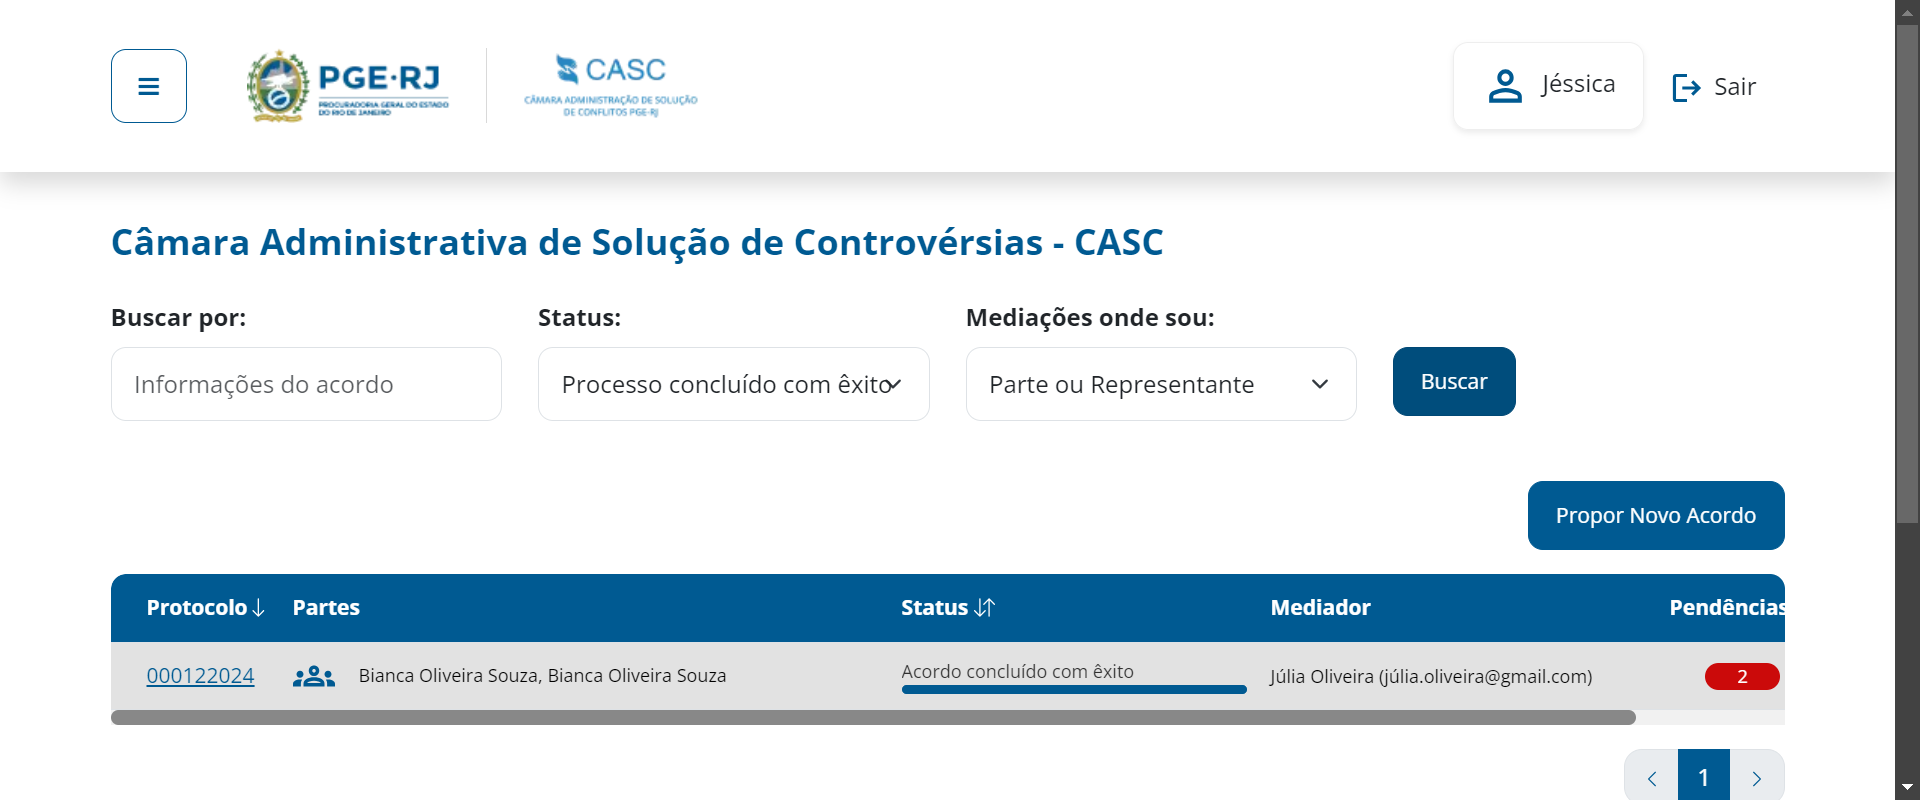 PGE·RJ
PROCURADORIA GERAL DO ESTADO
DO RIO DE JANEIRO
CASC
CÂMARA ADMINISTRAÇÃO DE SOLUÇÃO
DE CONFLITOS PGE-RJ
Jéssica
Sair
Câmara Administrativa de Solução de Controvérsias - CASC
Buscar por:
Status:
Mediações onde sou:
Informações do acordo
Processo concluído com êxito
Parte ou Representante
Buscar
Propor Novo Acordo
Protocolo
Partes
Status
Mediador
Pendências
000122024
Bianca Oliveira Souza, Bianca Oliveira Souza
Acordo concluído com êxito
Júlia Oliveira (júlia.oliveira@gmail.com)
2
1